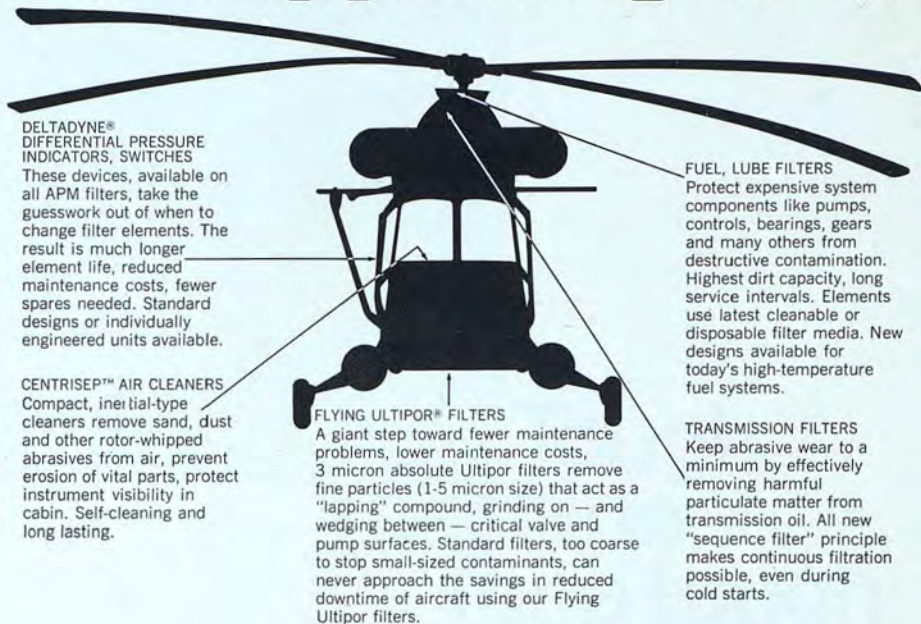 DELTADYNE®
DIFFERENTIAL PRESSURE
INDICATORS, SWITCHES
These devices, available on
all APM filters, take the
guesswork out of when to
change filter elements. The
result is much longer
element life, reduced
maintenance costs, fewer
spares needed. Standard
designs or individually
engineered units available.
CENTRISEP™ AIR CLEANERS
Compact, inertial-type
cleaners remove sand, dust
and other rotor-whipped
abrasives from air, prevent
erosion of vital parts, protect
instrument visibility in
cabin. Self-cleaning and
long lasting.
FLYING ULTIPOR® FILTERS
A giant step toward fewer maintenance
problems, lower maintenance costs,
3 micron absolute Ultipor filters remove
fine particles (1-5 micron size) that act as a
"lapping" compound, grinding on — and
wedging between — critical valve and
pump surfaces. Standard filters, too coarse
to stop small-sized contaminants, can
never approach the savings in reduced
downtime of aircraft using our Flying
Ultipor filters.
FUEL, LUBE FILTERS
Protect expensive system
components like pumps,
controls, bearings, gears
and many others from
destructive contamination.
Highest dirt capacity, long
service intervals. Elements
use latest cleanable or
disposable filter media. New
designs available for
today's high-temperature
fuel systems.
TRANSMISSION FILTERS
Keep abrasive wear to a
minimum by effectively
removing harmful
particulate matter from
transmission oil. All new
"sequence filter" principle
makes continuous filtration
possible, even during
cold starts.